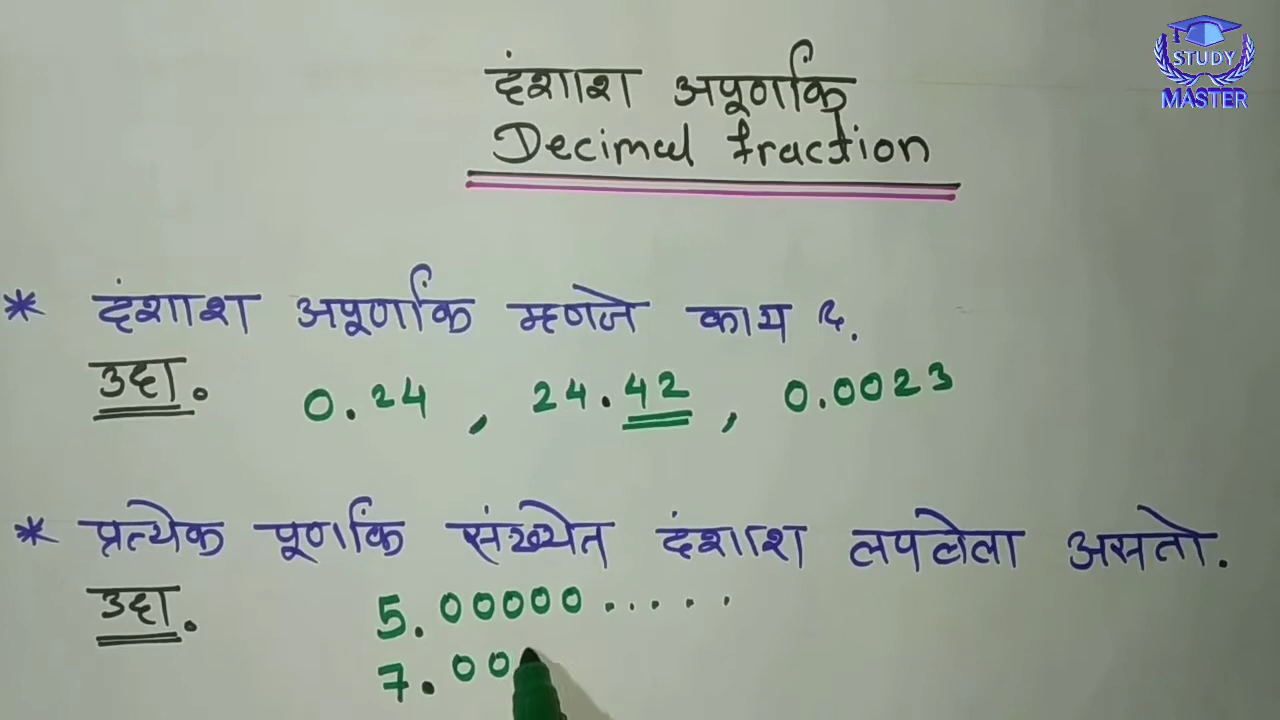 दंशाश अपूर्णांक
Decimal fraction
STUDY
MASTER
* दंशाश अपूर्णांक म्हणजे काय ?.
उदा. 0.24 , 24.42 , 0.0023
* प्रत्येक पूर्णांक संख्येत दंशाश लपलेला असतो.
उदा. 5.00000.....
7.00